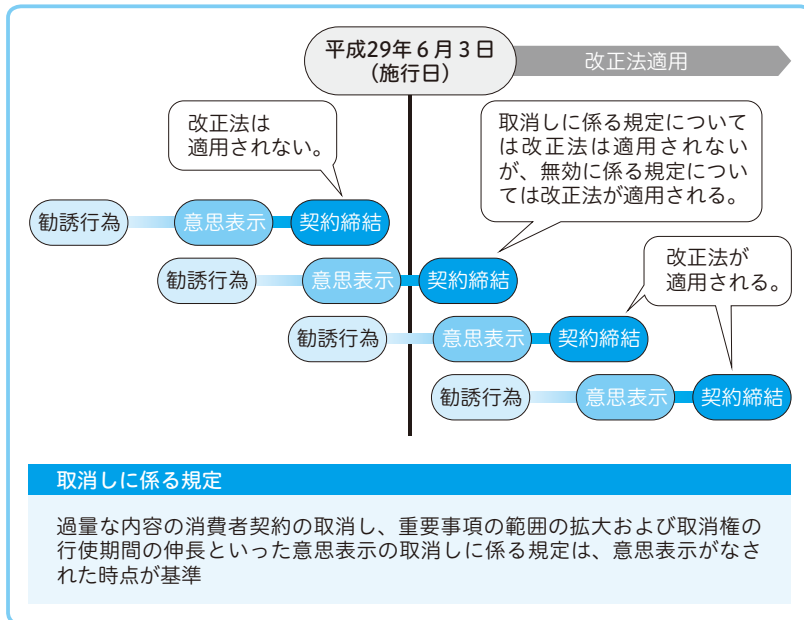 平成29年6月3日
(施行日)
改正法適用
改正法は
適用されない。
取消しに係る規定について
は改正法は適用されない
が、無効に係る規定につい
ては改正法が適用される。
勧誘行為 意思表示 契約締結
勧誘行為 意思表示 契約締結
改正法が
適用される。
勧誘行為 意思表示 契約締結
勧誘行為 意思表示 契約締結
取消しに係る規定
過量な内容の消費者契約の取消し、重要事項の範囲の拡大および取消権の
行使期間の伸長といった意思表示の取消しに係る規定は、意思表示がなさ
れた時点が基準